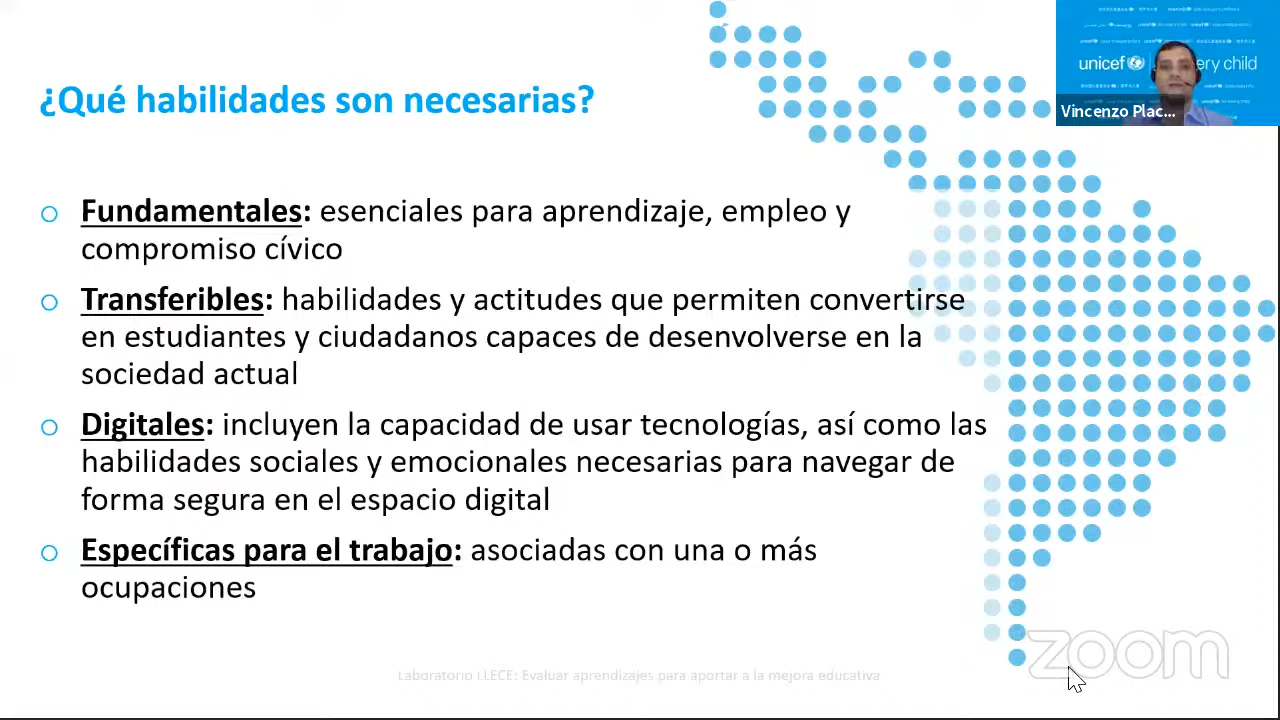 ¿Qué habilidades son necesarias?
unicef
ery child
Vincenzo Plac...
Fundamentales: esenciales para aprendizaje, empleo y
compromiso cívico
Transferibles: habilidades y actitudes que permiten convertirse
en estudiantes y ciudadanos capaces de desenvolverse en la
sociedad actual
Digitales: incluyen la capacidad de usar tecnologías, así como las
habilidades sociales y emocionales necesarias para navegar de
forma segura en el espacio digital
Específicas para el trabajo: asociadas con una o más
ocupaciones
zoom
Laboratorio LLECE: Evaluar aprendizajes para aportar a la mejora educativa